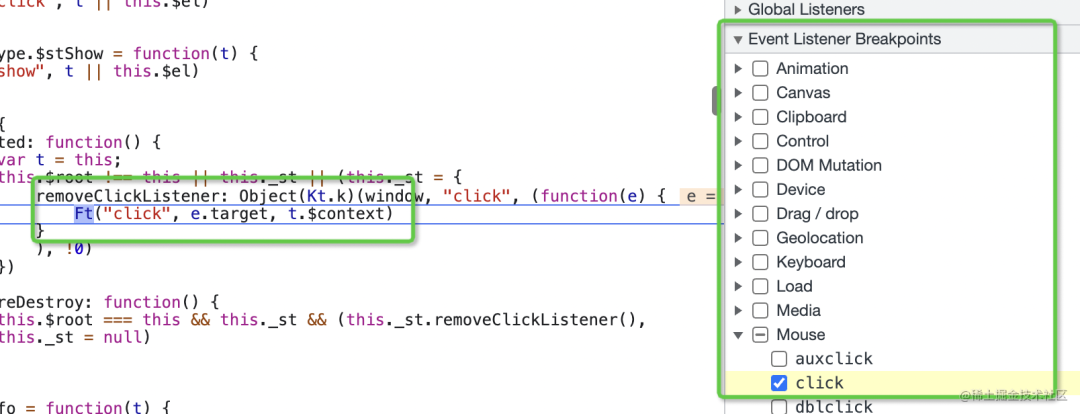 click", t || this.$el)
ype.$stShow = function(t) {
show", t || this.$el)
{
ted: function() {
var t = this;
this.$root !== this || this._st || (this._st = {
removeClickListener: Object(Kt.k)(window, "click", (function(e) { e =
Ft("click", e.target, t.$context)
}
), !0)
})
reDestroy: function() {
this.$root === this && this._st && (this._st.removeClickListener(),
this._st = null)
fo = function(t) {
Global Listeners
Event Listener Breakpoints
Animation
Canvas
Clipboard
Control
DOM Mutation
Device
Drag / drop
Geolocation
Keyboard
Load
Media
Mouse
auxclick
click
dblclick
@稀土掘金技术社区